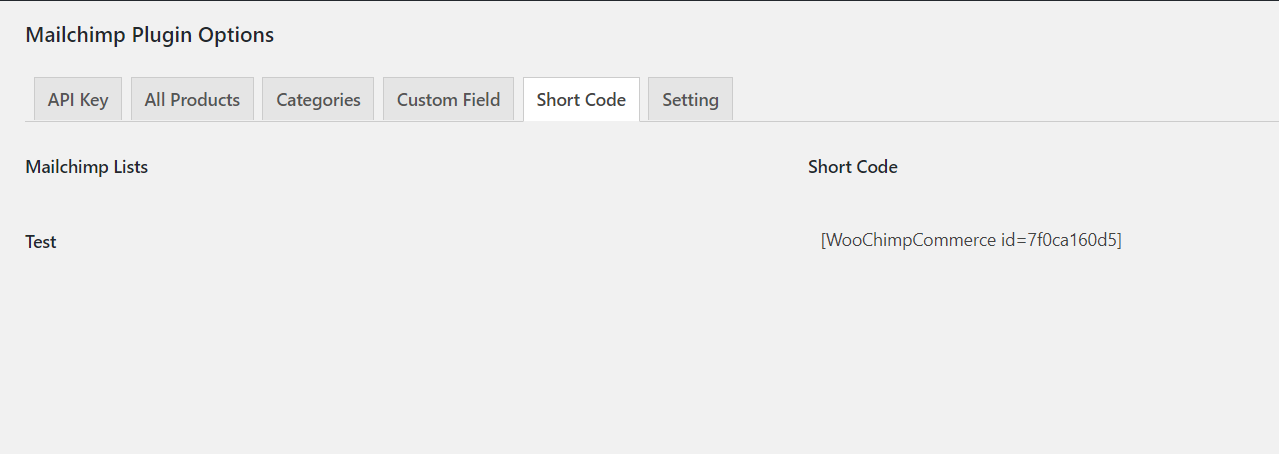 Mailchimp Plugin Options
API Key All Products Categories Custom Field Short Code Setting
Mailchimp Lists Short Code
Test [WooChimpCommerce id=7f0ca160d5]